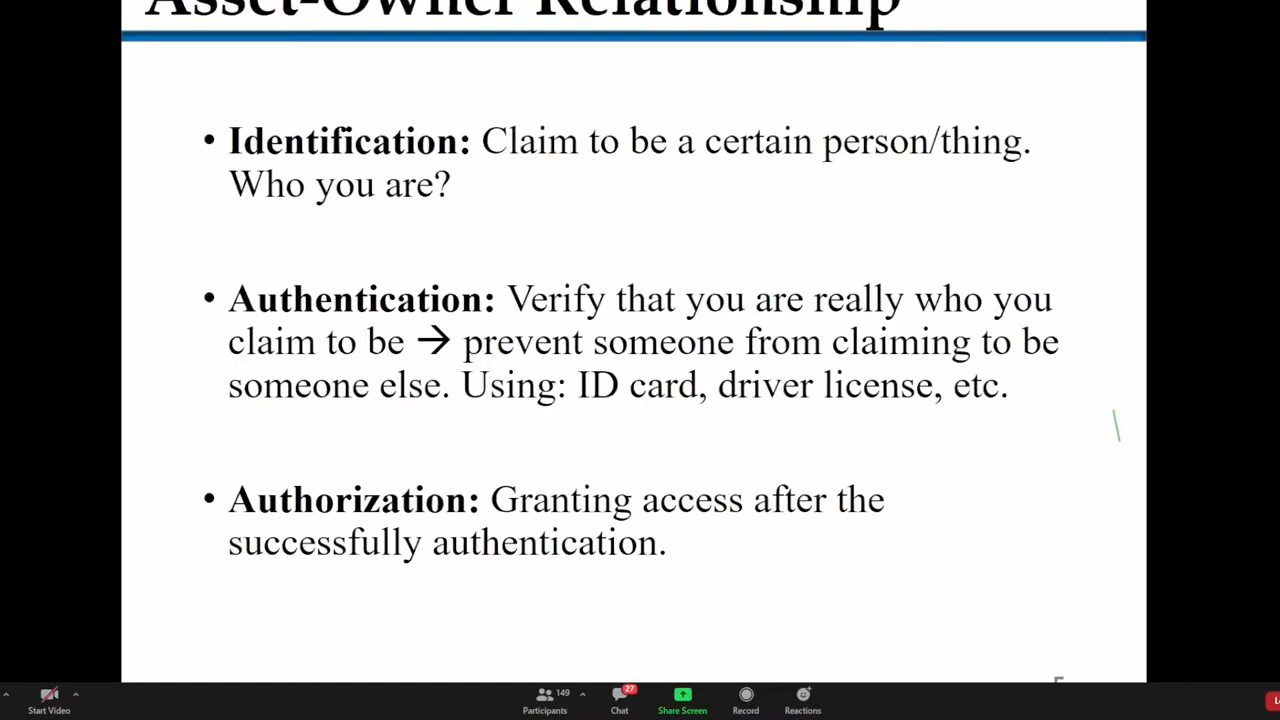 Asset-Owner Relationship
• Identification: Claim to be a certain person/thing.
Who you are?
• Authentication: Verify that you are really who you
claim to be → prevent someone from claiming to be
someone else. Using: ID card, driver license, etc.
• Authorization: Granting access after the
successfully authentication.
Start Video
149
Participants
27
Chat
Share Screen
Record
Reactions